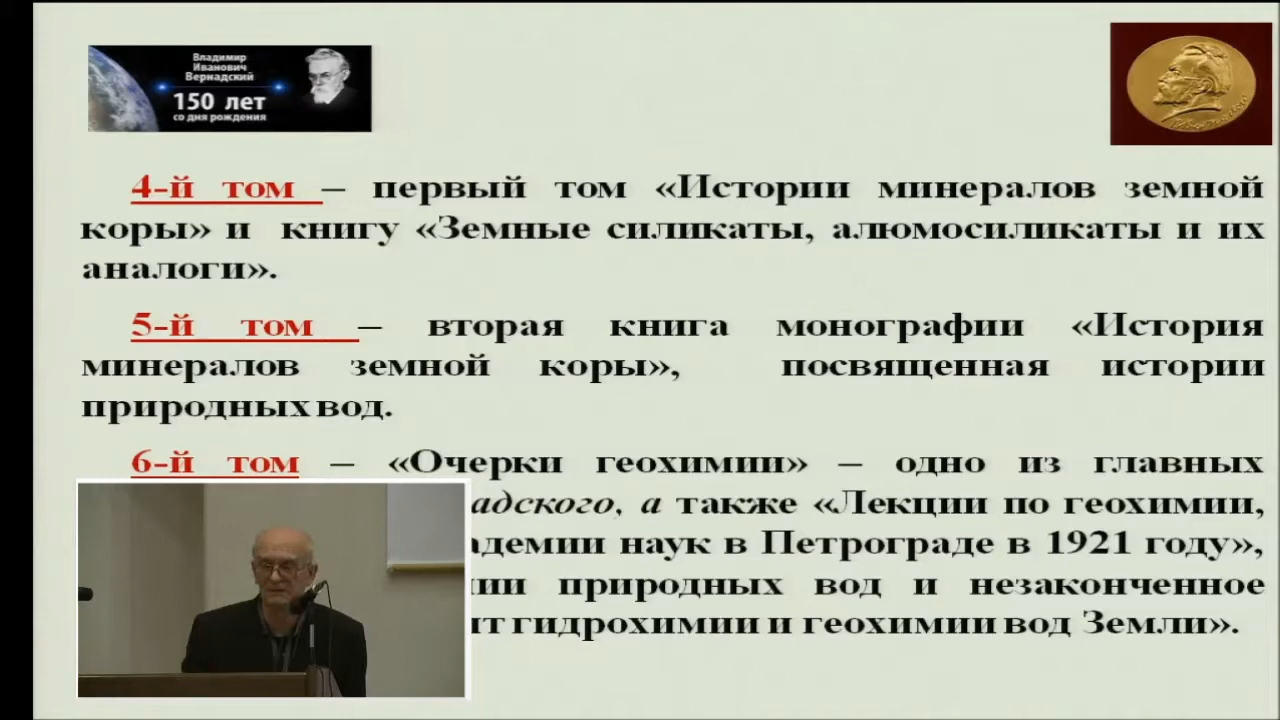 Владимир
Иванович
Вернадский
150 лет
со дня рождения
4-й том – первый том «Истории минералов земной
коры» и книгу «Земные силикаты, алюмосиликаты и их
аналоги».
5-й том – вторая книга монографии «История
минералов земной коры», посвященная истории
природных вод.
6-й том – «Очерки геохимии» – одно из главных
адского, а также «Лекции по геохимии,
адемии наук в Петрограде в 1921 году»,
ии природных вод и незаконченное
гидрохимии и геохимии вод Земли».